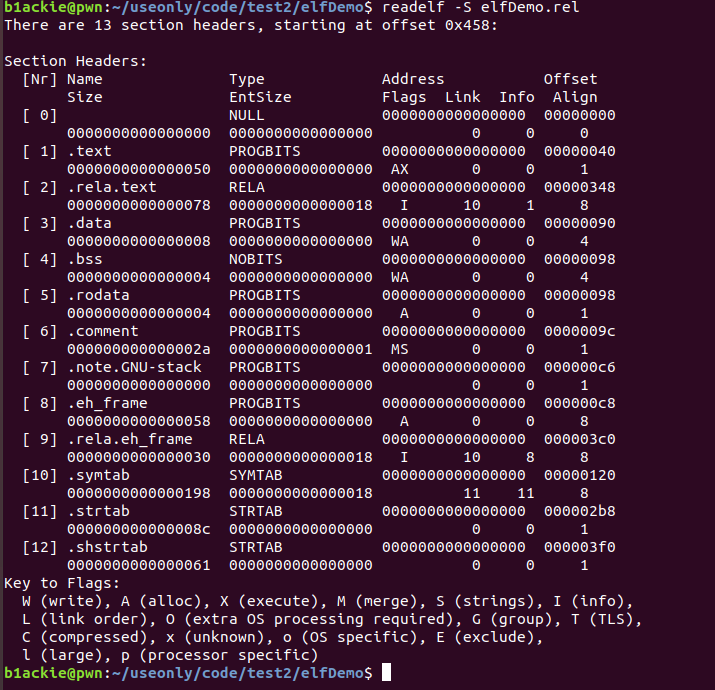 b1ackie@pwn:~/useonly/code/test2/elfDemo$ readelf -S elfDemo.rel
There are 13 section headers, starting at offset 0x458:

Section Headers:
  [Nr] Name              Type             Address           Offset
       Size              EntSize          Flags  Link  Info  Align
  [ 0]                   NULL             0000000000000000  00000000
       0000000000000000  0000000000000000           0     0     0
  [ 1] .text             PROGBITS         0000000000000000  00000040
       0000000000000050  0000000000000000  AX       0     0     1
  [ 2] .rela.text        RELA             0000000000000000  00000348
       0000000000000078  0000000000000018   I      10     1     8
  [ 3] .data             PROGBITS         0000000000000000  00000090
       0000000000000008  0000000000000000  WA       0     0     4
  [ 4] .bss              NOBITS           0000000000000000  00000098
       0000000000000004  0000000000000000  WA       0     0     4
  [ 5] .rodata           PROGBITS         0000000000000000  00000098
       0000000000000004  0000000000000000   A       0     0     1
  [ 6] .comment          PROGBITS         0000000000000000  0000009c
       000000000000002a  0000000000000001  MS       0     0     1
  [ 7] .note.GNU-stack   PROGBITS         0000000000000000  000000c6
       0000000000000000  0000000000000000           0     0     1
  [ 8] .eh_frame         PROGBITS         0000000000000000  000000c8
       0000000000000058  0000000000000000   A       0     0     8
  [ 9] .rela.eh_frame    RELA             0000000000000000  000003c0
       0000000000000030  0000000000000018   I      10     8     8
  [10] .symtab           SYMTAB           0000000000000000  00000120
       0000000000000198  0000000000000018          11    11     8
  [11] .strtab           STRTAB           0000000000000000  000002b8
       000000000000008c  0000000000000000           0     0     1
  [12] .shstrtab         STRTAB           0000000000000000  000003f0
       0000000000000061  0000000000000000           0     0     1
Key to Flags:
  W (write), A (alloc), X (execute), M (merge), S (strings), I (info),
  L (link order), O (extra OS processing required), G (group), T (TLS),
  C (compressed), x (unknown), o (OS specific), E (exclude),
  l (large), p (processor specific)
b1ackie@pwn:~/useonly/code/test2/elfDemo$